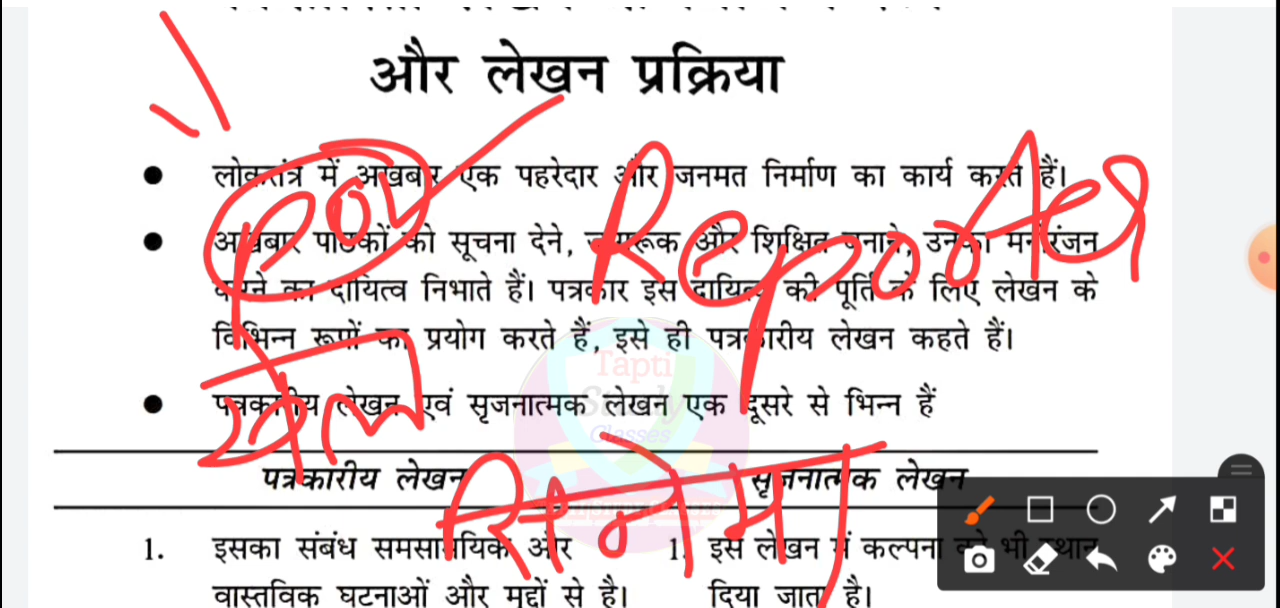 और लेखन प्रक्रिया
लोकतंत्र में अखबार एक पहरेदार और जनमत निर्माण का कार्य करते हैं।
अखबार पाठकों को सूचना देने, जागरूक और शिक्षित बनाने, उनका मनोरंजन
करने का दायित्व निभाते हैं। पत्रकार इस दायित्व की पूर्ति के लिए लेखन के
विभिन्न रूपों का प्रयोग करते हैं, इसे ही पत्रकारीय लेखन कहते हैं।
पत्रकारीय लेखन एवं सृजनात्मक लेखन एक दूसरे से भिन्न हैं
पत्रकारीय लेखन सृजनात्मक लेखन
1. इसका संबंध समसामयिक और 1. इस लेखन में कल्पना को भी स्थान
वास्तविक घटनाओं और मुद्दों से है। दिया जाता है।
Reporter
खेल
सिनेमा
Tapti
Study
Classes